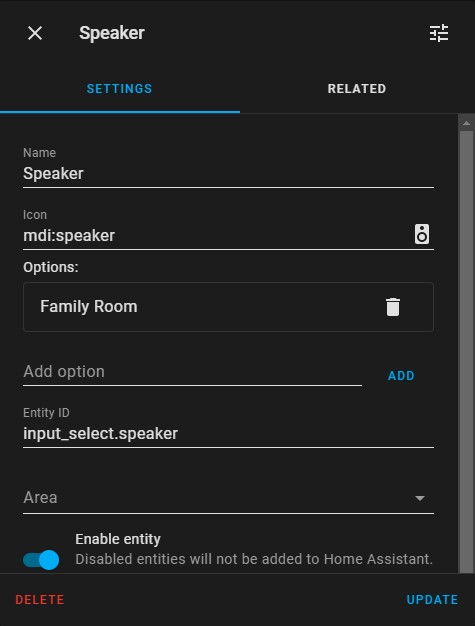 Speaker
SETTINGS
RELATED
Name
Speaker
Icon
mdi:speaker
Options:
Family Room
Add option
ADD
Entity ID
input_select.speaker
Area
Enable entity
Disabled entities will not be added to Home Assistant.
DELETE
UPDATE